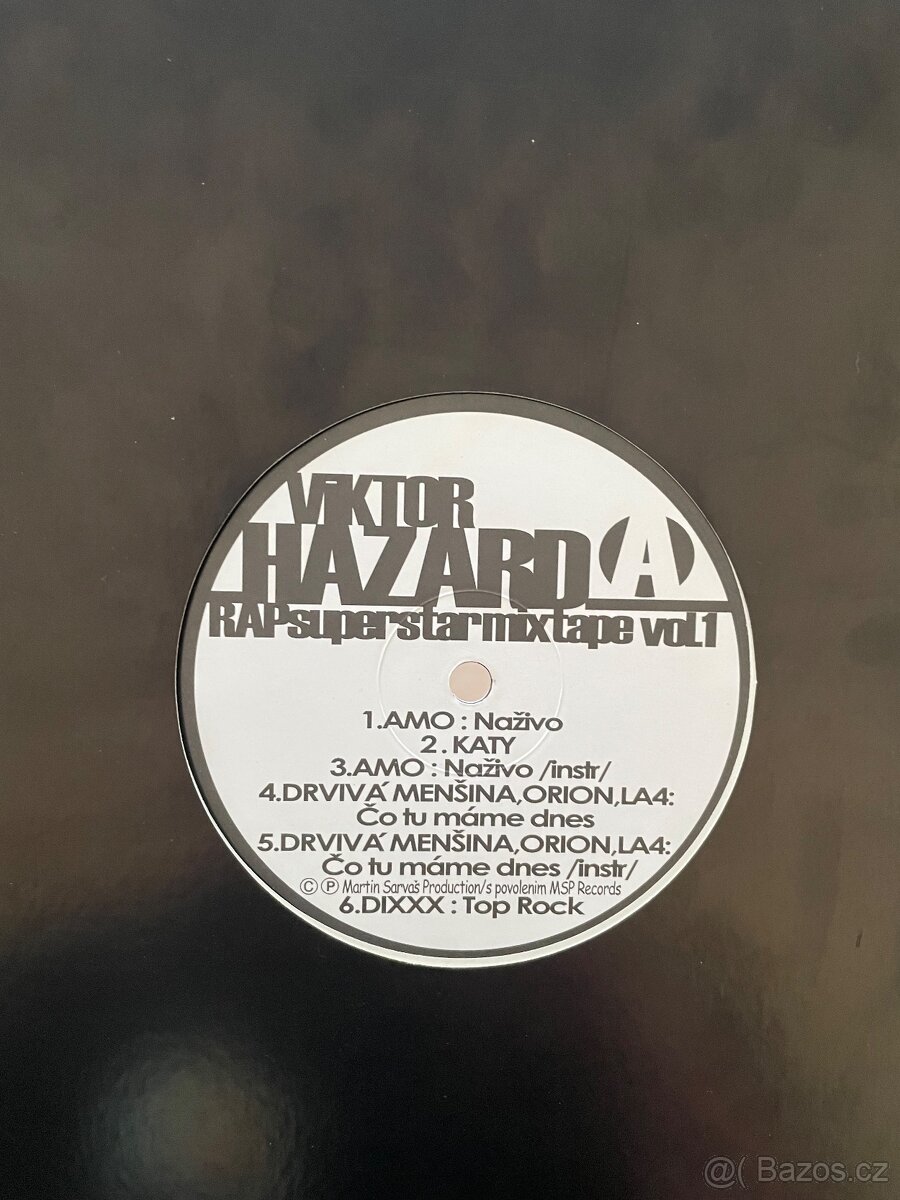 VIKTOR
HAZARD A
RAPsuperstarmixtape vol.1
1.AMO : Naživo
2. KATY
3.AMO : Naživo /instr/
4.DRVIVÁ MENŠINA,ORION,LA4:
Čo tu máme dnes
5.DRVIVÁ MENŠINA,ORION,LA4:
Čo tu máme dnes /instr/
© Ⓟ Martin Sarvaš Production/s povolenim MSP Records
6.DIXXX : Top Rock
@( Bazos.cz